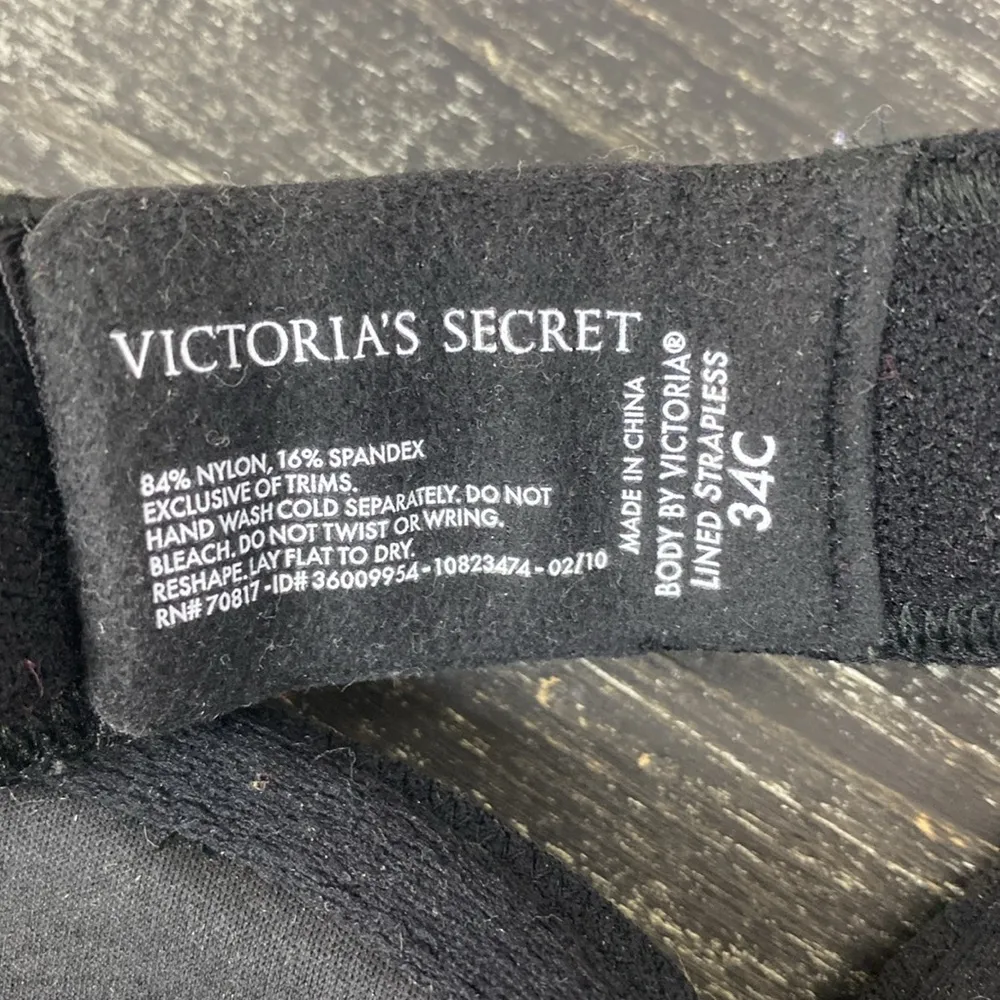 VICTORIA'S SECRET
84% NYLON, 16% SPANDEX
EXCLUSIVE OF TRIMS.
HAND WASH COLD SEPARATELY. DO NOT
BLEACH. DO NOT TWIST OR WRING.
RESHAPE. LAY FLAT TO DRY.
RN# 70817 - ID# 36009954 - 10823474 - 02/10
MADE IN CHINA
BODY BY VICTORIA®
LINED STRAPLESS
34C